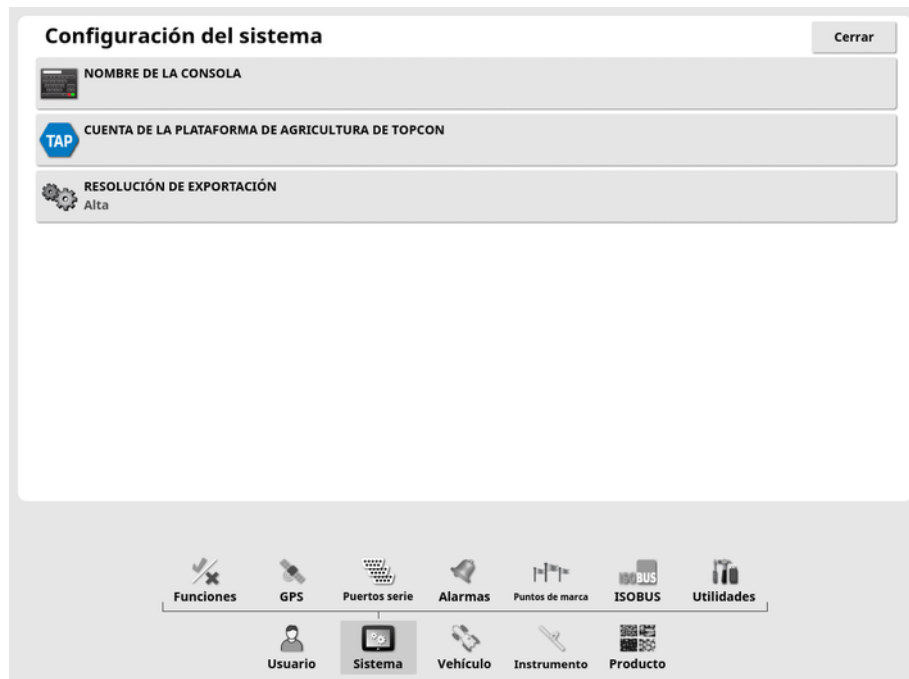 Configuración del sistema
Cerrar
NOMBRE DE LA CONSOLA
TAP
CUENTA DE LA PLATAFORMA DE AGRICULTURA DE TOPCON
RESOLUCIÓN DE EXPORTACIÓN
Alta
ISOBUS
Funciones GPS Puertos serie Alarmas Puntos de marca ISOBUS Utilidades
Usuario Sistema Vehículo Instrumento Producto